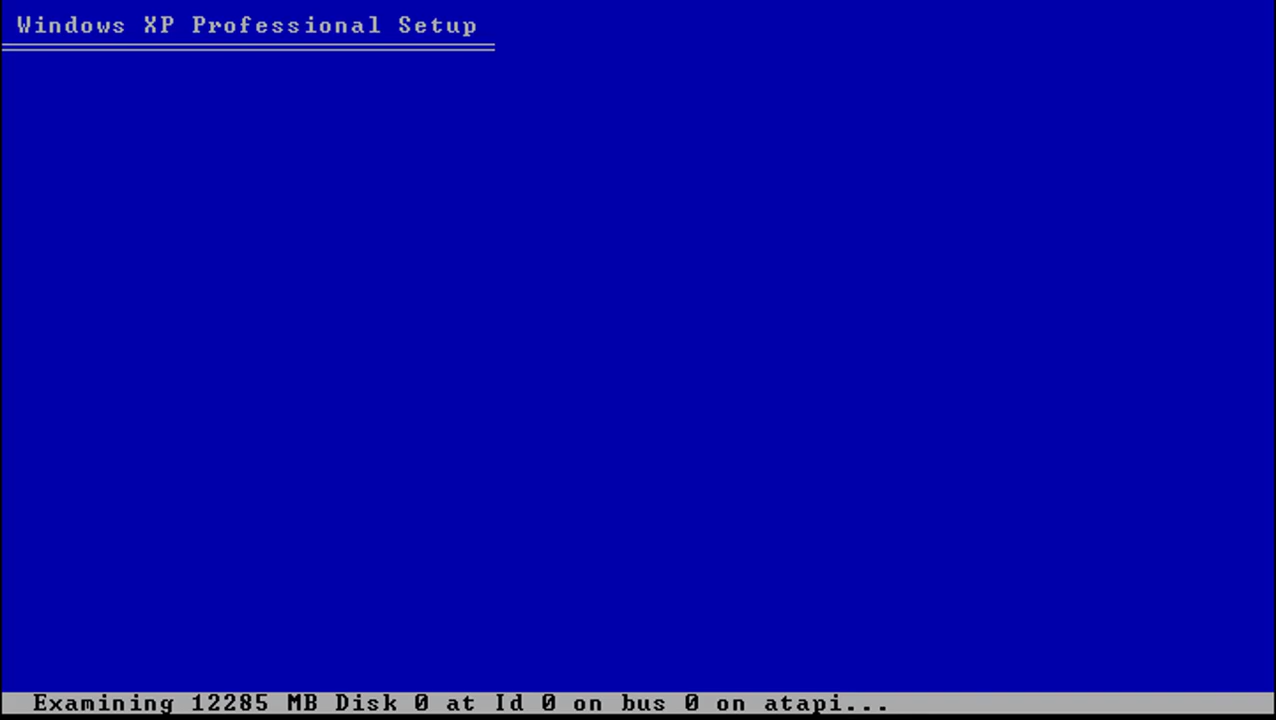 Windows XP Professional Setup
Examining 12285 MB Disk 0 at Id 0 on bus 0 on atapi...